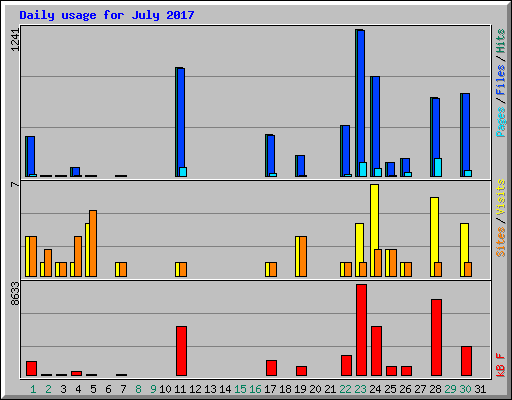 Daily usage for July 2017
1241
Pages / Files / Hits
7
Sites / Visits
8633
kB F
1 2 3 4 5 6 7 8 9 10 11 12 13 14 15 16 17 18 19 20 21 22 23 24 25 26 27 28 29 30 31